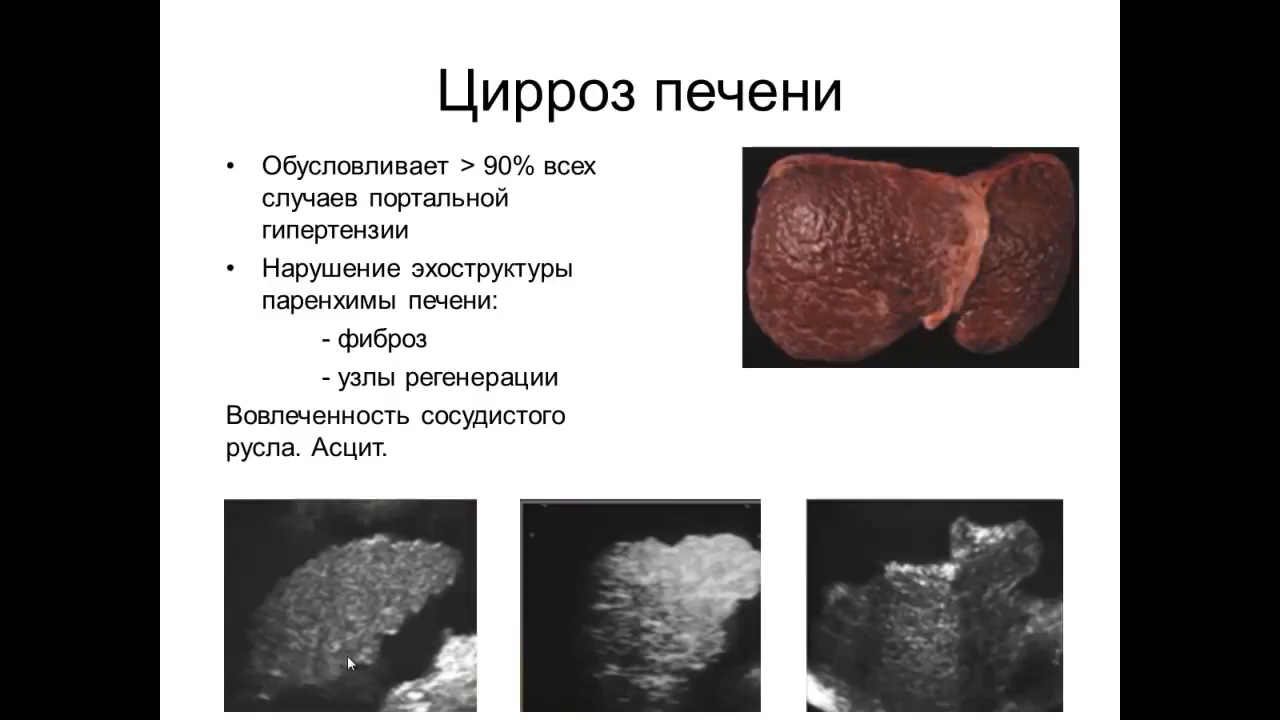 Цирроз печени
• Обусловливает > 90% всех
случаев портальной
гипертензии
• Нарушение эхоструктуры
паренхимы печени:
- фиброз
- узлы регенерации
Вовлеченность сосудистого
русла. Асцит.